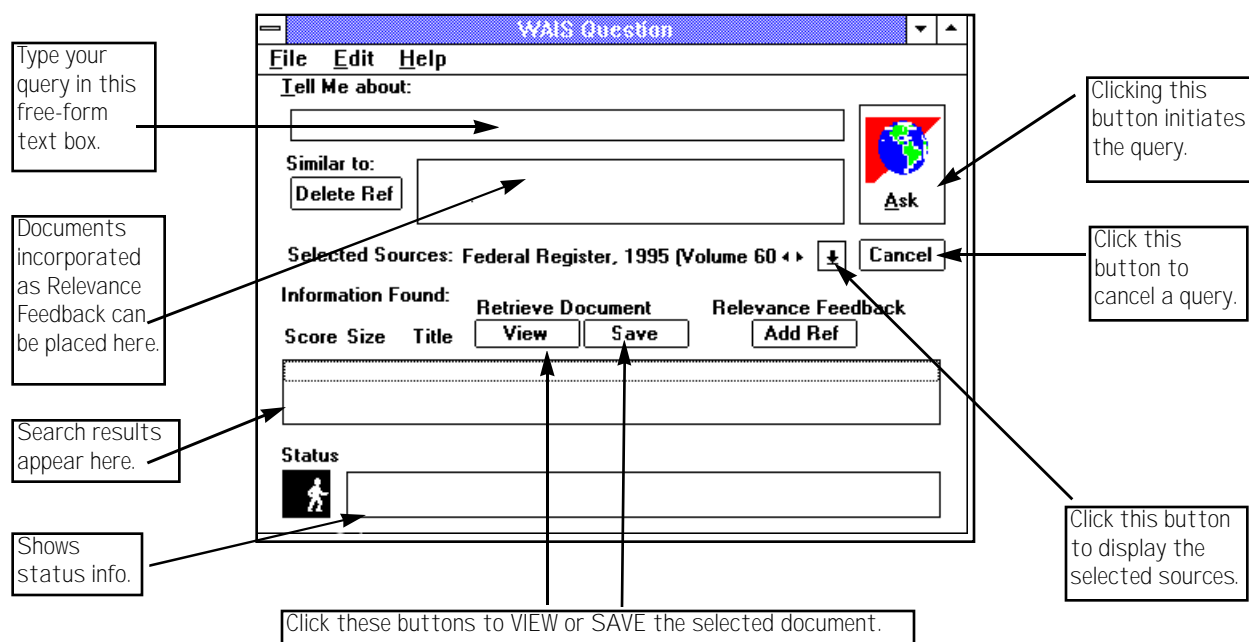 WAIS Question
File Edit Help
Tell Me about:
Similar to:
Delete Ref
Ask
Selected Sources: Federal Register, 1995 (Volume 60
Cancel
Information Found:
Retrieve Document
Relevance Feedback
Score Size Title
View
Save
Add Ref
Status
Type your
query in this
free-form
text box.
Documents
incorporated
as Relevance
Feedback can
be placed here.
Search results
appear here.
Shows
status info.
Clicking this
button initiates
the query.
Click this
button to
cancel a query.
Click this button
to display the
selected sources.
Click these buttons to VIEW or SAVE the selected document.